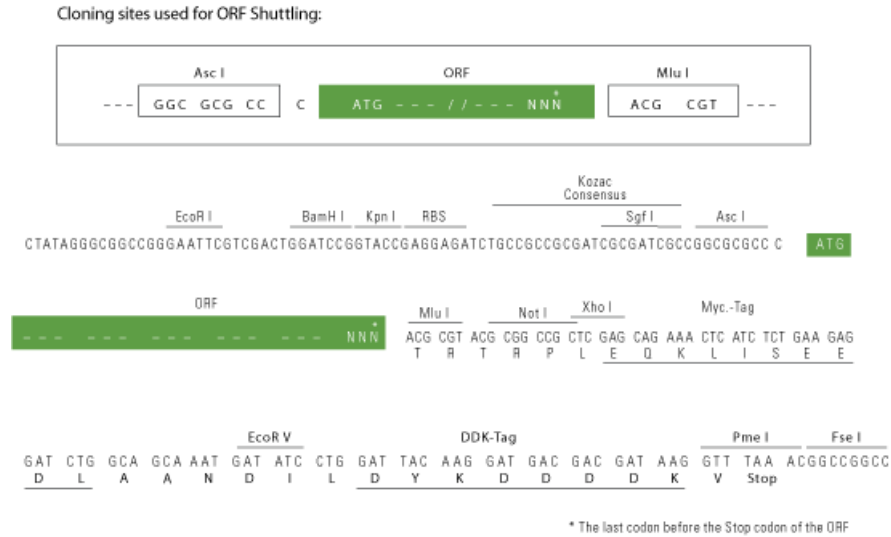 Cloning sites used for ORF Shuttling:
Asc I ORF Mlu I
--- GGC GCG CC C ATG --- // --- NNN* ACG CGT ---
Kozac
Consensus
EcoR I BamH I Kpn I RBS Sgf I Asc I
CTATAGGGCGGCCGGGAATTCGTCGACTGGATCCGGTACCGAGGAGATCTGCCGCCGCGATCGCGATCGCCGGCGCGCC C ATG
ORF Mlu I Not I Xho I Myc.-Tag
--- --- --- --- --- NNN* ACG CGT ACG CGG CCG CTC GAG CAG AAA CTC ATC TCT GAA GAG
T R T R P L E Q K L I S E E
EcoR V DDK-Tag Pme I Fse I
GAT CTG GCA GCA AAT GAT ATC CTG GAT TAC AAG GAT GAC GAC GAT AAG GTT TAA ACGGCCGGCC
D L A A N D I L D Y K D D D D K V Stop
* The last codon before the Stop codon of the ORF